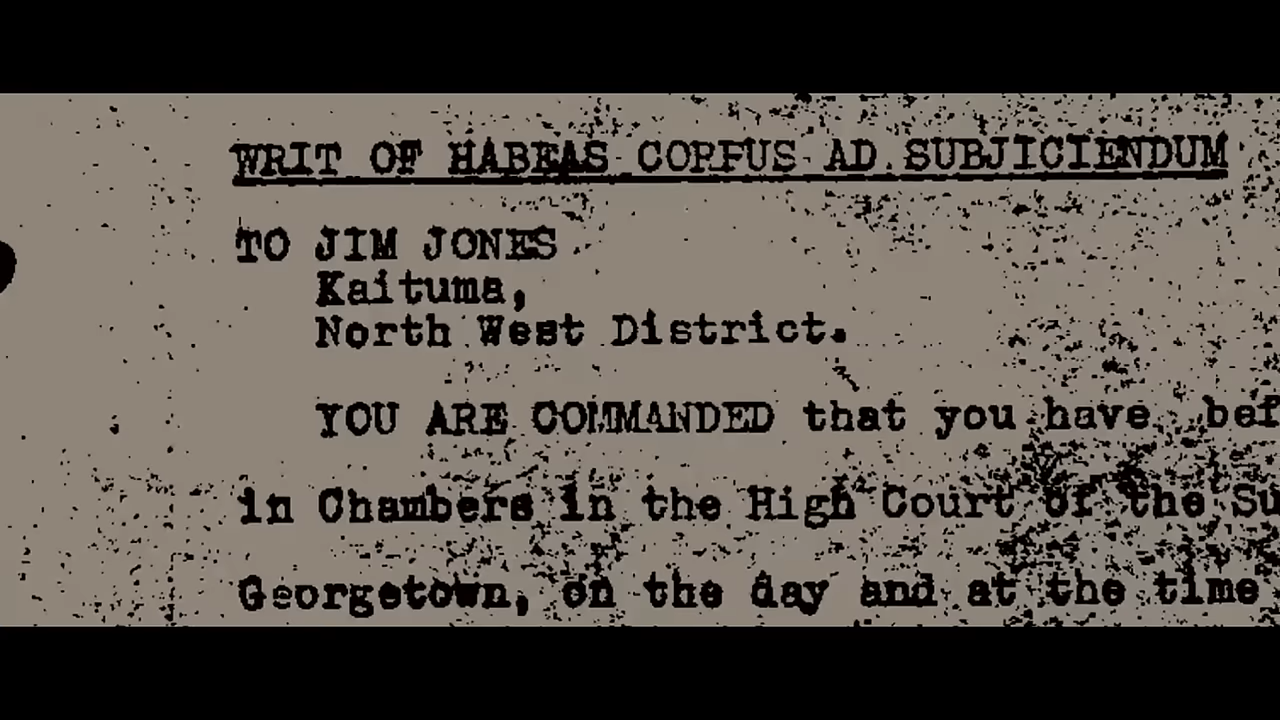 WRIT OF HABEAS CORPUS AD SUBJICIENDUM
TO JIM JONES
Kaituma,
North West District.
YOU ARE COMMANDED that you have bef
in Chambers in the High Court of the Su
Georgetown, on the day and at the time